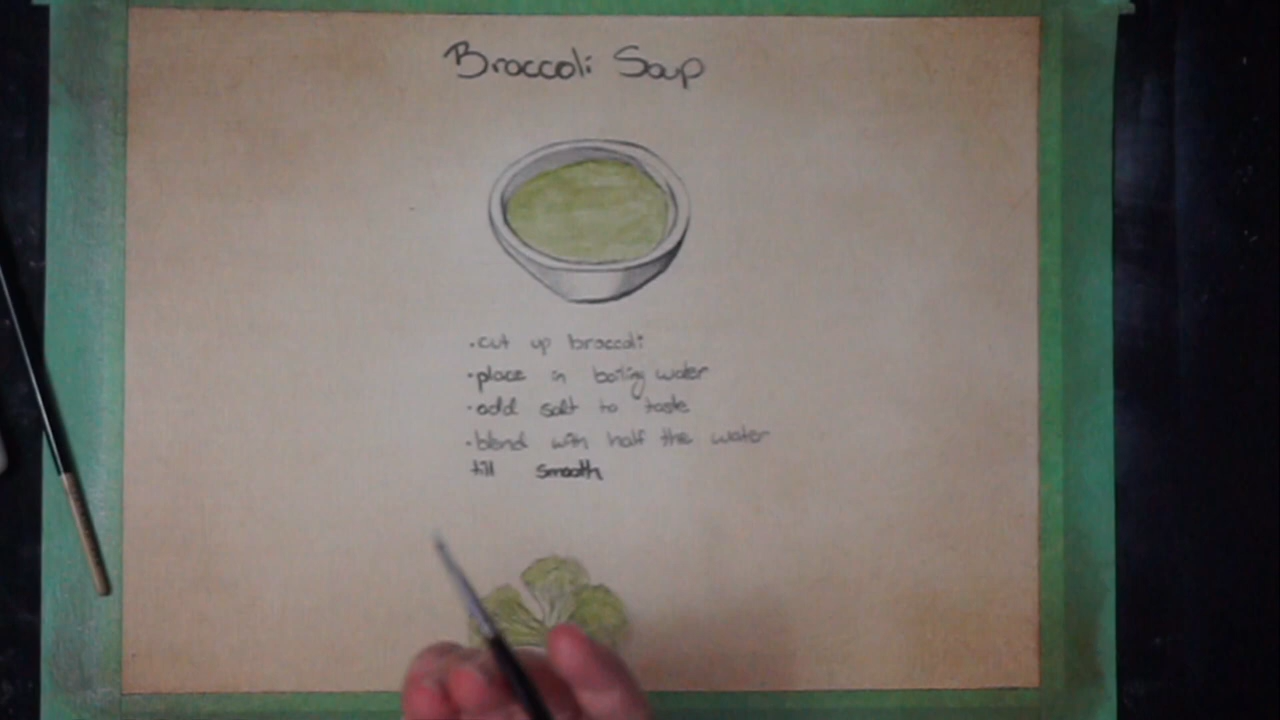 Broccoli Soup
·cut up broccoli
·place in boiling water
·add salt to taste
·blend with half the water
till smooth